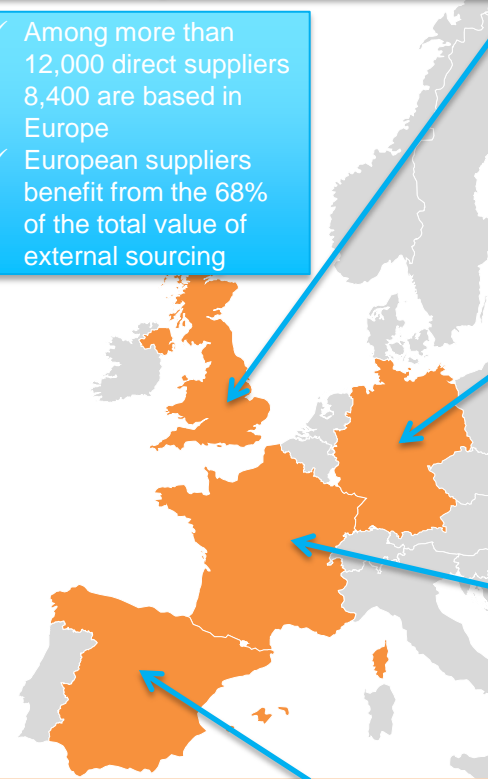 ✓ Among more than
12,000 direct suppliers
8,400 are based in
Europe
✓ European suppliers
benefit from the 68%
of the total value of
external sourcing